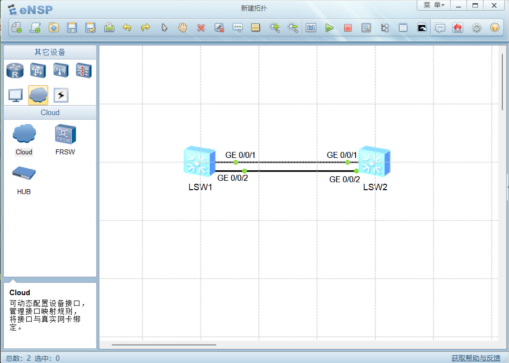 eNSP
新建拓扑
菜 单
其它设备
Cloud
Cloud
FRSW
HUB
GE 0/0/1
GE 0/0/1
GE 0/0/2
GE 0/0/2
LSW1
LSW2
Cloud
可动态配置设备接口，
管理接口映射规则，
将接口与真实网卡绑
定。
总数：2 选中：0
获取帮助与反馈